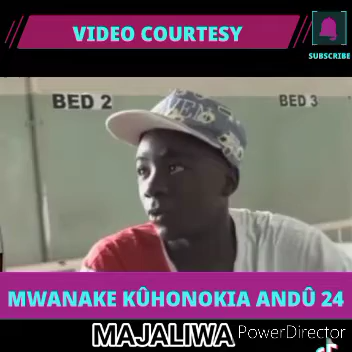 VIDEO COURTESY
SUBSCRIBE
BED 2
BED 3
MWANAKE KÛHONOKIA ANDÛ 24
MAJALIWA
PowerDirector